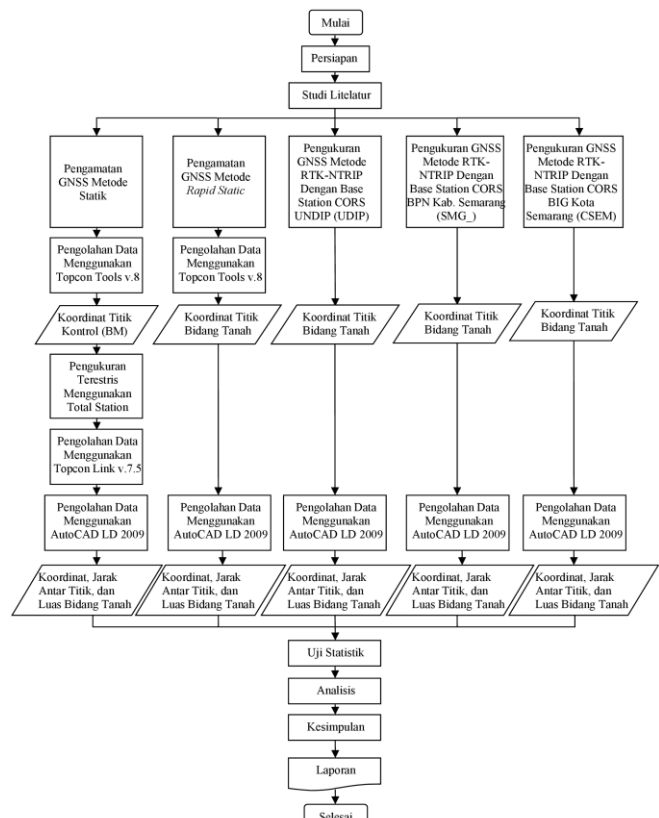 Mulai
Persiapan
Studi Litelatur
Pengamatan
GNSS Metode
Statik
Pengamatan
GNSS Metode
Rapid Static
Pengukuran
GNSS Metode
RTK-NTRIP
Dengan Base
Station CORS
UNDIP (UDIP)
Pengukuran GNSS
Metode RTK-
NTRIP Dengan
Base Station CORS
BPN Kab. Semarang
(SMG_)
Pengukuran GNSS
Metode RTK-
NTRIP Dengan
Base Station CORS
BIG Kota
Semarang (CSEM)
Pengolahan Data
Menggunakan
Topcon Tools v.8
Pengolahan Data
Menggunakan
Topcon Tools v.8
Koordinat Titik
Kontrol (BM)
Koordinat Titik
Bidang Tanah
Koordinat Titik
Bidang Tanah
Koordinat Titik
Bidang Tanah
Koordinat Titik
Bidang Tanah
Pengukuran
Terestris
Menggunakan
Total Station
Pengolahan Data
Menggunakan
Topcon Link v.7.5
Pengolahan Data
Menggunakan
AutoCAD LD 2009
Pengolahan Data
Menggunakan
AutoCAD LD 2009
Pengolahan Data
Menggunakan
AutoCAD LD 2009
Pengolahan Data
Menggunakan
AutoCAD LD 2009
Pengolahan Data
Menggunakan
AutoCAD LD 2009
Koordinat, Jarak
Antar Titik, dan
Luas Bidang Tanah
Koordinat, Jarak
Antar Titik, dan
Luas Bidang Tanah
Koordinat, Jarak
Antar Titik, dan
Luas Bidang Tanah
Koordinat, Jarak
Antar Titik, dan
Luas Bidang Tanah
Koordinat, Jarak
Antar Titik, dan
Luas Bidang Tanah
Uji Statistik
Analisis
Kesimpulan
Laporan
Selesai